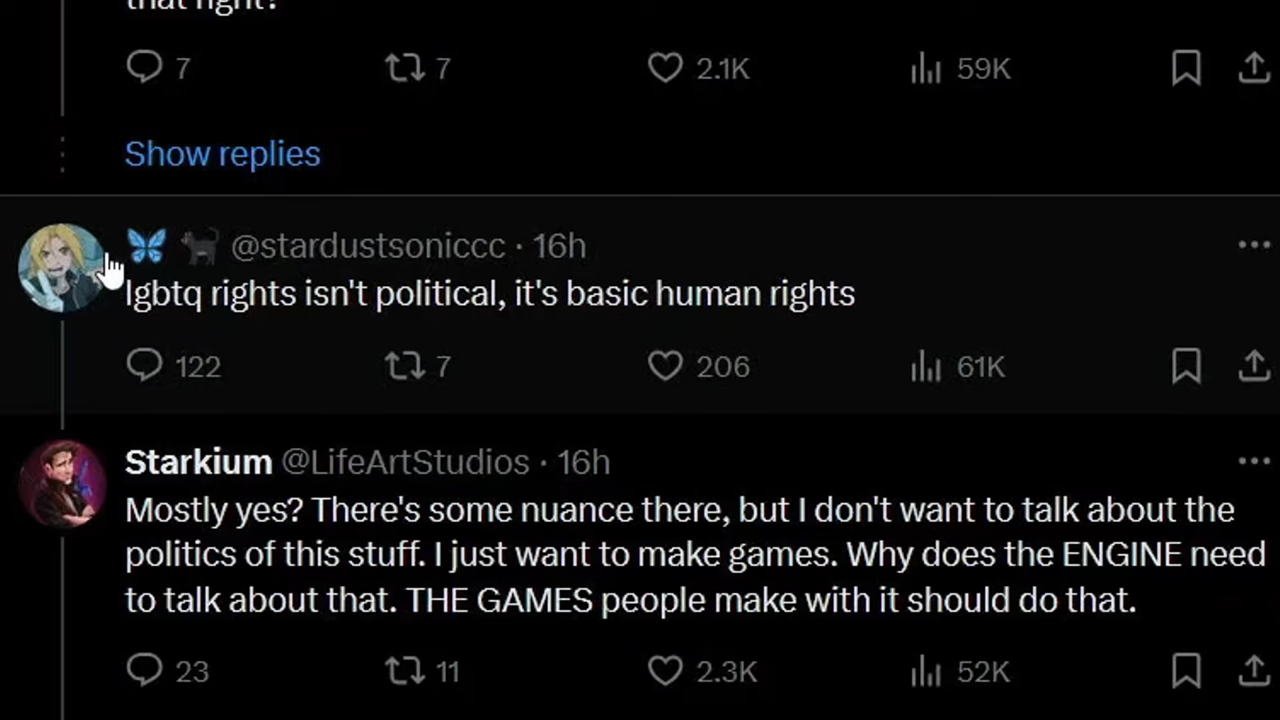 that right?
7 7 2.1K 59K
Show replies
@stardustsoniccc · 16h
lgbtq rights isn't political, it's basic human rights
122 7 206 61K
Starkium @LifeArtStudios · 16h
Mostly yes? There's some nuance there, but I don't want to talk about the
politics of this stuff. I just want to make games. Why does the ENGINE need
to talk about that. THE GAMES people make with it should do that.
23 11 2.3K 52K